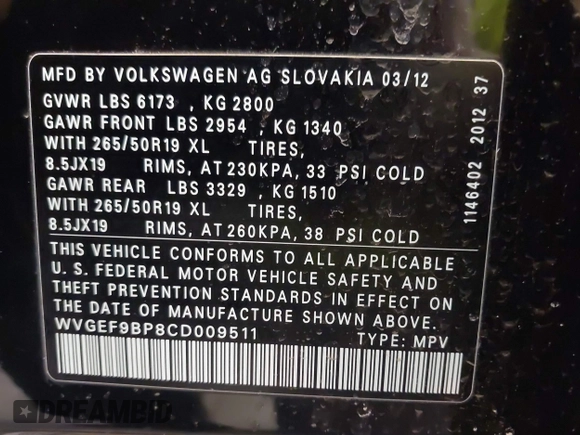 MFD BY VOLKSWAGEN AG SLOVAKIA 03/12
GVWR LBS 6173 , KG 2800
GAWR FRONT LBS 2954 , KG 1340
WITH 265/50R19 XL TIRES,
8.5JX19 RIMS, AT 230KPA, 33 PSI COLD
GAWR REAR LBS 3329 , KG 1510
WITH 265/50R19 XL TIRES,
8.5JX19 RIMS, AT 260KPA, 38 PSI COLD
THIS VEHICLE CONFORMS TO ALL APPLICABLE
U. S. FEDERAL MOTOR VEHICLE SAFETY AND
THEFT PREVENTION STANDARDS IN EFFECT ON
THE DATE OF MANUFACTURE SHOWN ABOVE
WVGEF9BP8CD009511 TYPE: MPV
1146402 2012 37
DREAMBID